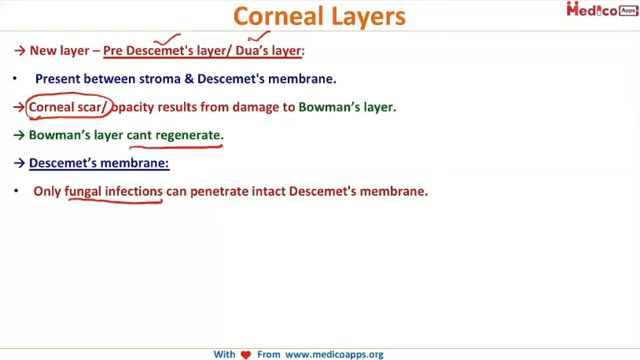 Corneal Layers
Medico Apps
→ New layer – Pre Descemet's layer/ Dua's layer:
• Present between stroma & Descemet's membrane.
→ Corneal scar/ opacity results from damage to Bowman's layer.
→ Bowman's layer cant regenerate.
→ Descemet's membrane:
• Only fungal infections can penetrate intact Descemet's membrane.
With ♥ From www.medicoapps.org